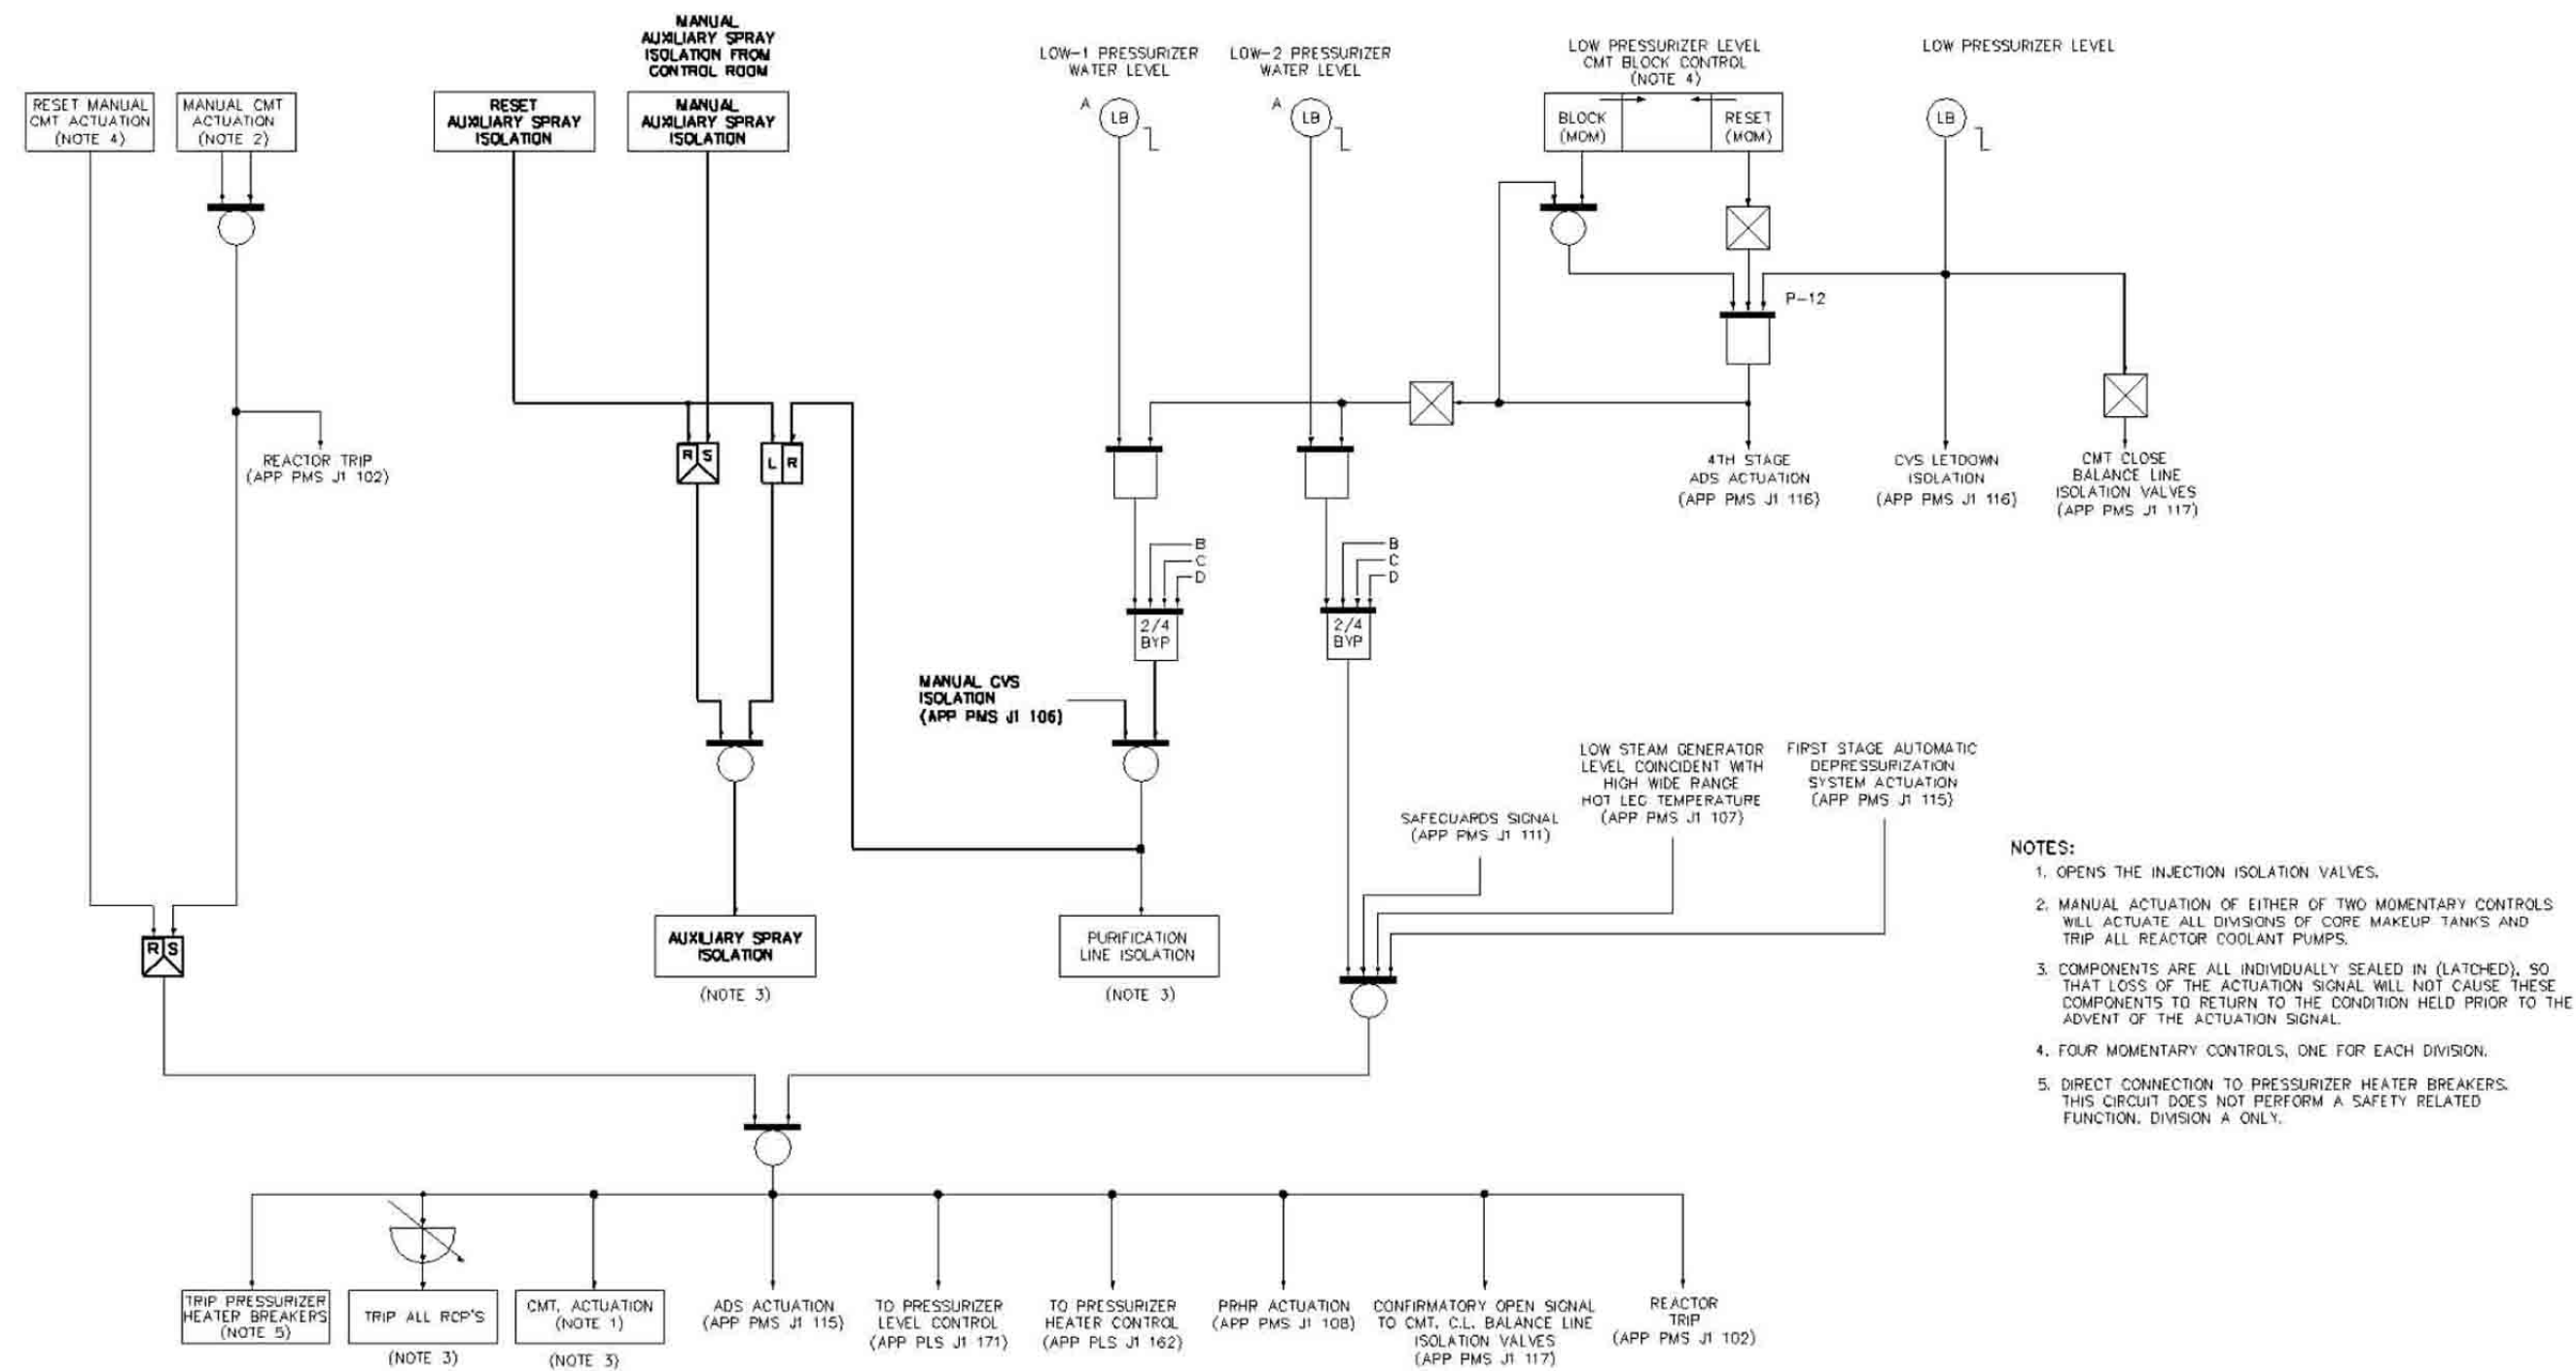 MANUAL
AUXILIARY SPRAY
ISOLATION FROM
CONTROL ROOM
LOW-1 PRESSURIZER
WATER LEVEL
LOW-2 PRESSURIZER
WATER LEVEL
LOW PRESSURIZER LEVEL
CMT BLOCK CONTROL
(NOTE 4)
LOW PRESSURIZER LEVEL
RESET MANUAL
CMT ACTUATION
(NOTE 4)
MANUAL CMT
ACTUATION
(NOTE 2)
RESET
AUXILIARY SPRAY
ISOLATION
MANUAL
AUXILIARY SPRAY
ISOLATION
A
LB
A
LB
BLOCK
(MOM)
RESET
(MOM)
LB
P-12
REACTOR TRIP
(APP PMS J1 102)
R S
L R
4TH STAGE
ADS ACTUATION
(APP PMS J1 116)
CVS LETDOWN
ISOLATION
(APP PMS J1 116)
CMT CLOSE
BALANCE LINE
ISOLATION VALVES
(APP PMS J1 117)
B
C
D
2/4
BYP
B
C
D
2/4
BYP
MANUAL CVS
ISOLATION
(APP PMS J1 106)
SAFEGUARDS SIGNAL
(APP PMS J1 111)
LOW STEAM GENERATOR
LEVEL COINCIDENT WITH
HIGH WIDE RANGE
HOT LEG TEMPERATURE
(APP PMS J1 107)
FIRST STAGE AUTOMATIC
DEPRESSURIZATION
SYSTEM ACTUATION
(APP PMS J1 115)
R S
AUXILIARY SPRAY
ISOLATION
(NOTE 3)
PURIFICATION
LINE ISOLATION
(NOTE 3)
NOTES:
1. OPENS THE INJECTION ISOLATION VALVES.
2. MANUAL ACTUATION OF EITHER OF TWO MOMENTARY CONTROLS
WILL ACTUATE ALL DIVISIONS OF CORE MAKEUP TANKS AND
TRIP ALL REACTOR COOLANT PUMPS.
3. COMPONENTS ARE ALL INDIVIDUALLY SEALED IN (LATCHED), SO
THAT LOSS OF THE ACTUATION SIGNAL WILL NOT CAUSE THESE
COMPONENTS TO RETURN TO THE CONDITION HELD PRIOR TO THE
ADVENT OF THE ACTUATION SIGNAL.
4. FOUR MOMENTARY CONTROLS, ONE FOR EACH DIVISION.
5. DIRECT CONNECTION TO PRESSURIZER HEATER BREAKERS.
THIS CIRCUIT DOES NOT PERFORM A SAFETY RELATED
FUNCTION. DIVISION A ONLY.
TRIP PRESSURIZER
HEATER BREAKERS
(NOTE 5)
TRIP ALL RCP'S
(NOTE 3)
CMT. ACTUATION
(NOTE 1)
(NOTE 3)
ADS ACTUATION
(APP PMS J1 115)
TO PRESSURIZER
LEVEL CONTROL
(APP PLS J1 171)
TO PRESSURIZER
HEATER CONTROL
(APP PLS J1 162)
PRHR ACTUATION
(APP PMS J1 108)
CONFIRMATORY OPEN SIGNAL
TO CMT. C.L. BALANCE LINE
ISOLATION VALVES
(APP PMS J1 117)
REACTOR
TRIP
(APP PMS J1 102)